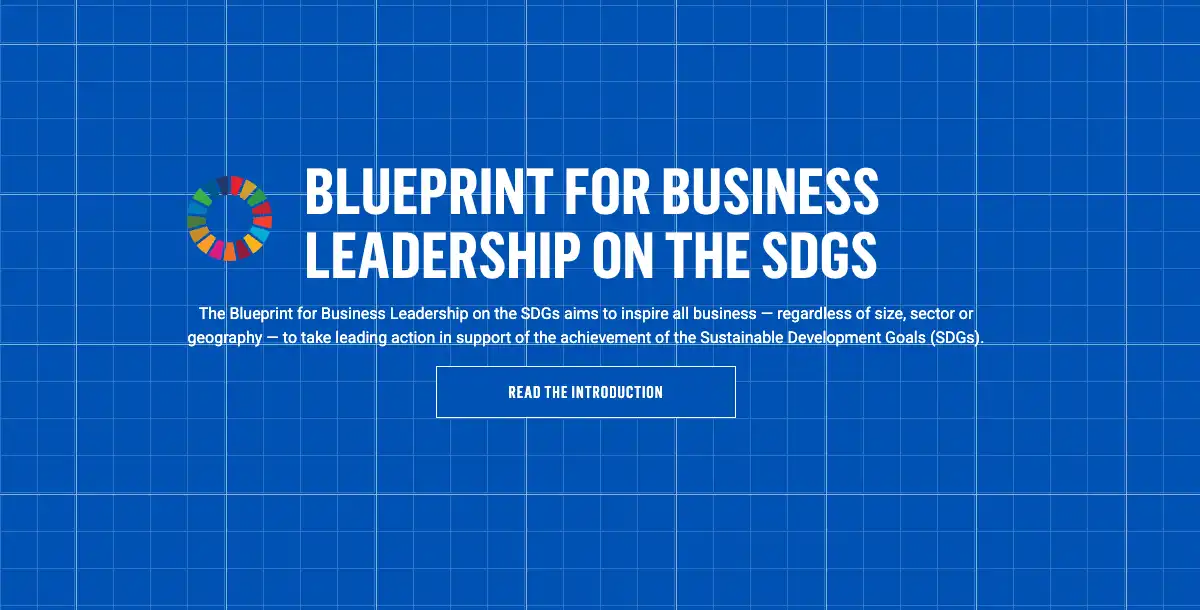 BLUEPRINT FOR BUSINESS
LEADERSHIP ON THE SDGS
The Blueprint for Business Leadership on the SDGs aims to inspire all business — regardless of size, sector or
geography — to take leading action in support of the achievement of the Sustainable Development Goals (SDGs).
READ THE INTRODUCTION